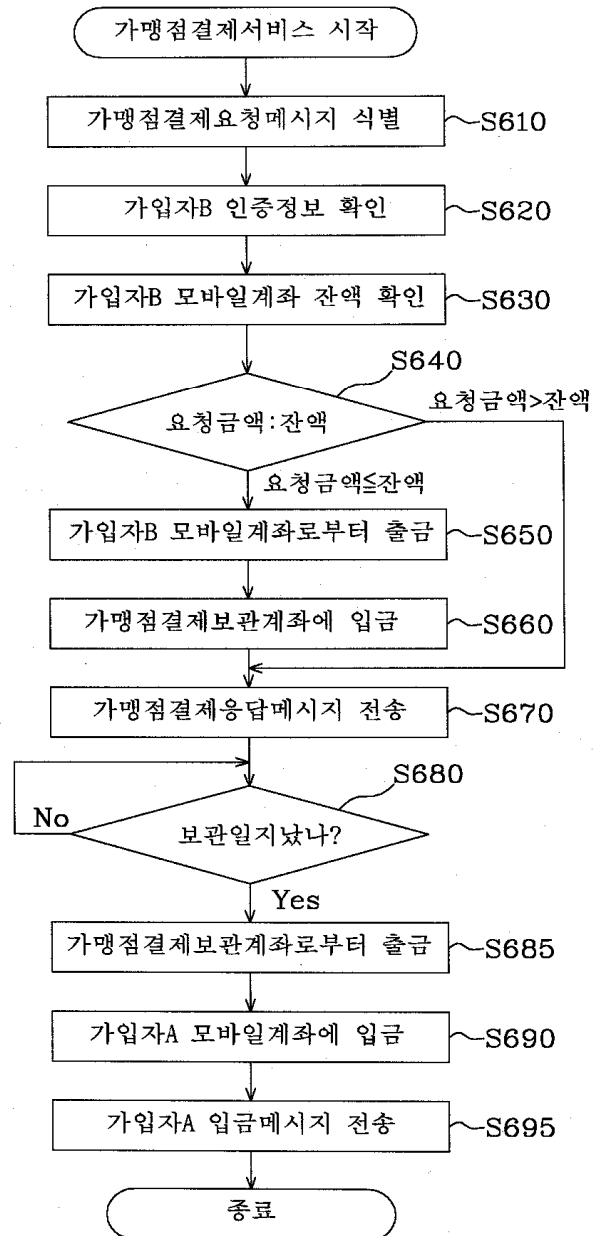 가맹점결제서비스 시작
가맹점결제요청메시지 식별 S610
가입자B 인증정보 확인 S620
가입자B 모바일계좌 잔액 확인 S630
S640
요청금액>잔액
요청금액:잔액
요청금액≦잔액
가입자B 모바일계좌로부터 출금 S650
가맹점결제보관계좌에 입금 S660
가맹점결제응답메시지 전송 S670
S680
No
보관일지났나?
Yes
가맹점결제보관계좌로부터 출금 S685
가입자A 모바일계좌에 입금 S690
가입자A 입금메시지 전송 S695
종료